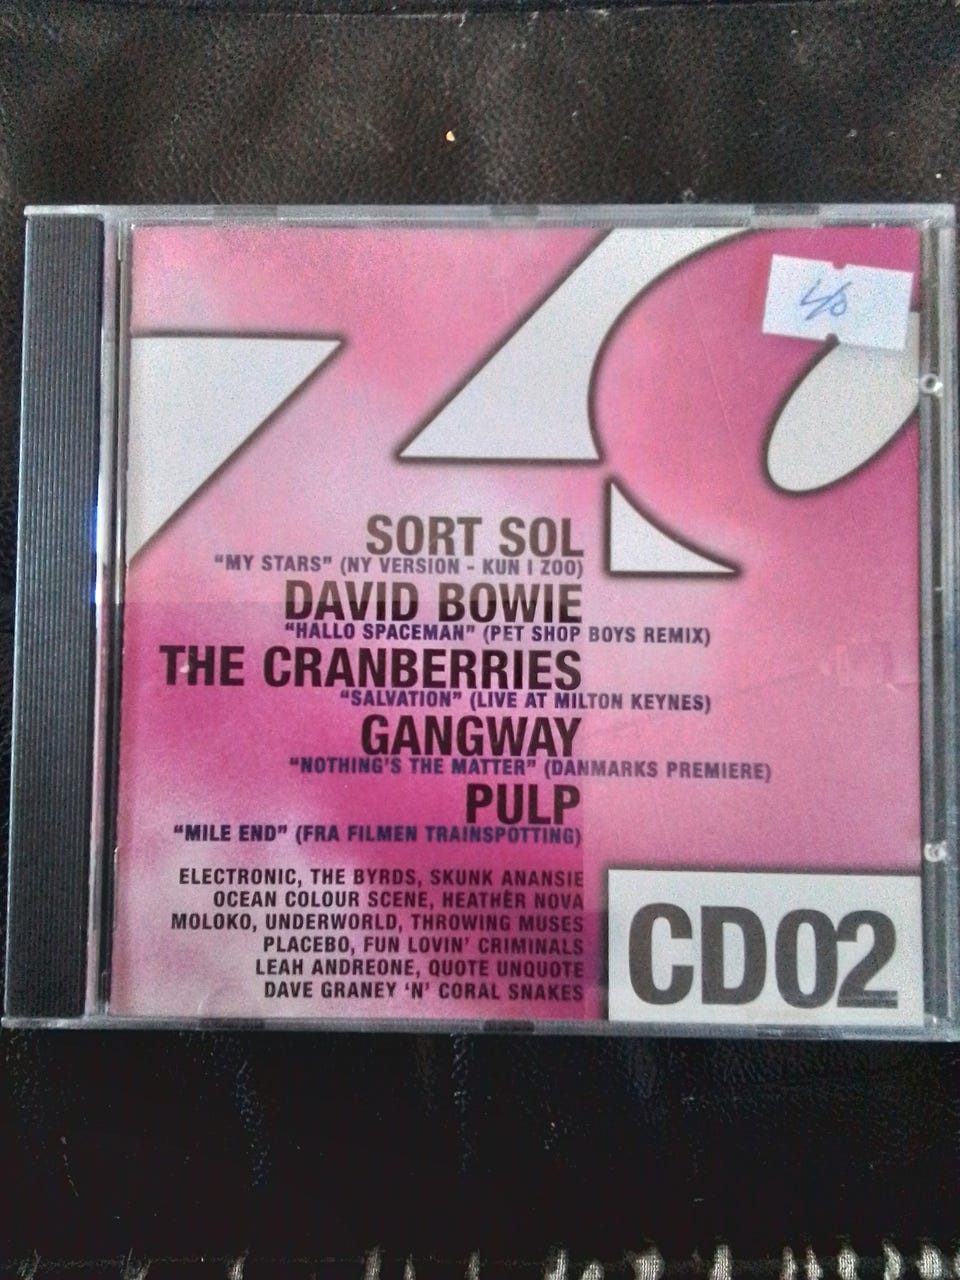 ZO
40
SORT SOL
"MY STARS" (NY VERSION - KUN I ZOO)
DAVID BOWIE
"HALLO SPACEMAN" (PET SHOP BOYS REMIX)
THE CRANBERRIES
"SALVATION" (LIVE AT MILTON KEYNES)
GANGWAY
"NOTHING'S THE MATTER" (DANMARKS PREMIERE)
PULP
"MILE END" (FRA FILMEN TRAINSPOTTING)
ELECTRONIC, THE BYRDS, SKUNK ANANSIE
OCEAN COLOUR SCENE, HEATHER NOVA
MOLOKO, UNDERWORLD, THROWING MUSES
PLACEBO, FUN LOVIN' CRIMINALS
LEAH ANDREONE, QUOTE UNQUOTE
DAVE GRANEY 'N' CORAL SNAKES
CD02